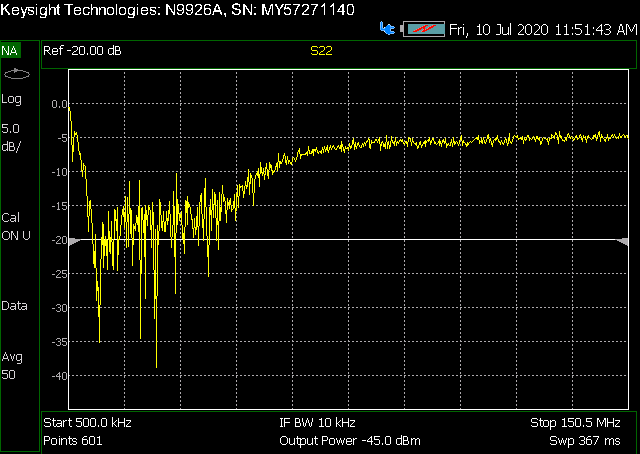 Keysight Technologies: N9926A, SN: MY57271140
Fri, 10 Jul 2020 11:51:43 AM
NA
Ref -20.00 dB
S22
Log
5.0
dB/
Cal
ON U
Data
Avg
50
0.0
-5
-10
-15
-20
-25
-30
-35
-40
Start 500.0 kHz
IF BW 10 kHz
Stop 150.5 MHz
Points 601
Output Power -45.0 dBm
Swp 367 ms